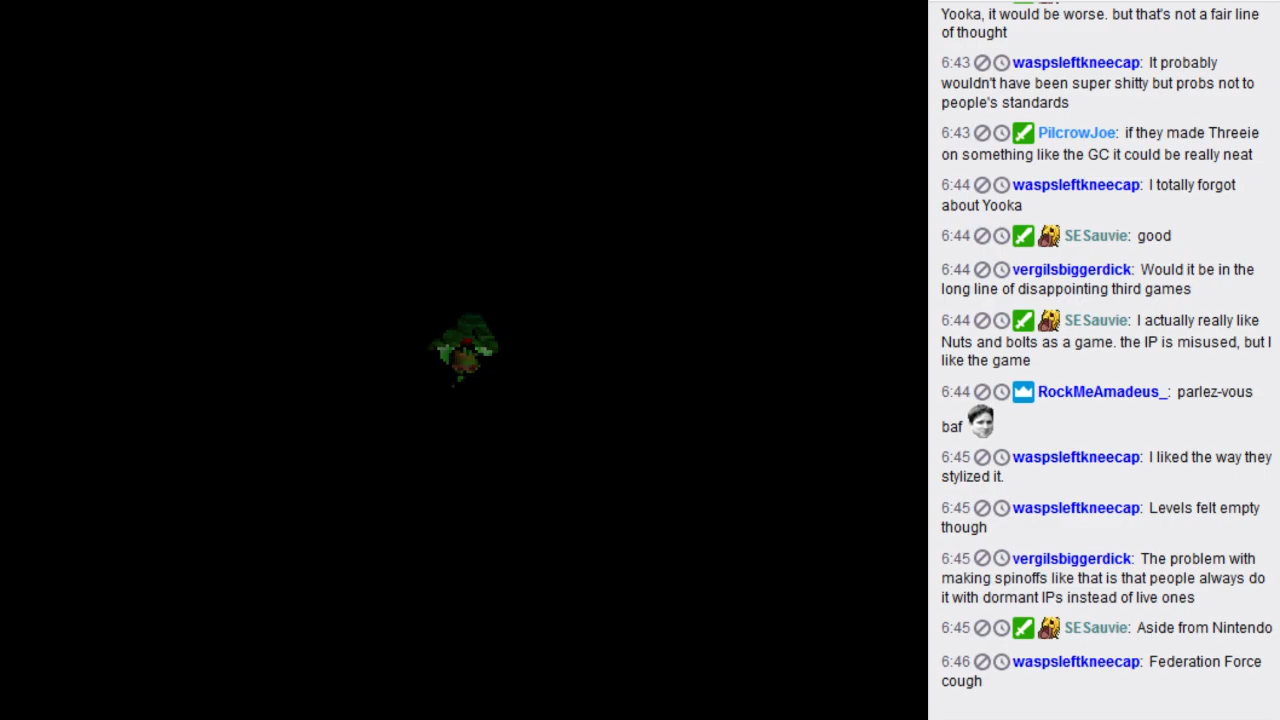 Yooka, it would be worse. but that's not a fair line
of thought
6:43 waspsleftkneecap: It probably
wouldn't have been super shitty but probs not to
people's standards
6:43 PilcrowJoe: if they made Threeie
on something like the GC it could be really neat
6:44 waspsleftkneecap: I totally forgot
about Yooka
6:44 SESauvie: good
6:44 vergilsbiggerdick: Would it be in the
long line of disappointing third games
6:44 SESauvie: I actually really like
Nuts and bolts as a game. the IP is misused, but I
like the game
6:44 RockMeAmadeus_: parlez-vous
baf
6:45 waspsleftkneecap: I liked the way they
stylized it.
6:45 waspsleftkneecap: Levels felt empty
though
6:45 vergilsbiggerdick: The problem with
making spinoffs like that is that people always do
it with dormant IPs instead of live ones
6:45 SESauvie: Aside from Nintendo
6:46 waspsleftkneecap: Federation Force
cough